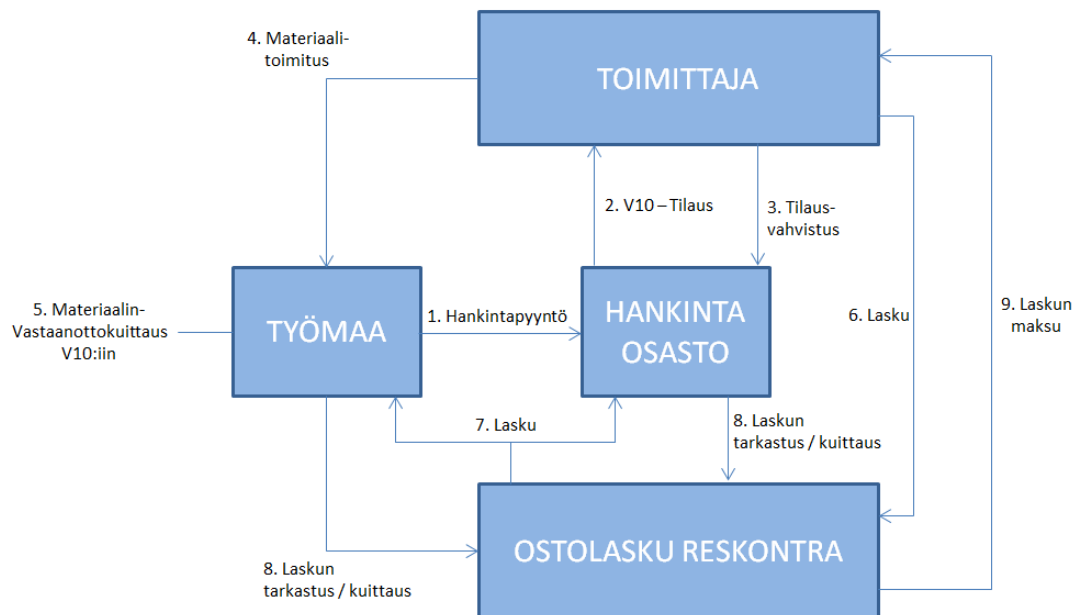 4. Materiaali-
toimitus
TOIMITTAJA
2. V10 – Tilaus
3. Tilaus-
vahvistus
5. Materiaalin-
Vastaanottokuittaus
V10:iin
TYÖMAA
1. Hankintapyyntö
HANKINTA
OSASTO
6. Lasku
9. Laskun
maksu
7. Lasku
8. Laskun
tarkastus / kuittaus
8. Laskun
tarkastus / kuittaus
OSTOLASKU RESKONTRA